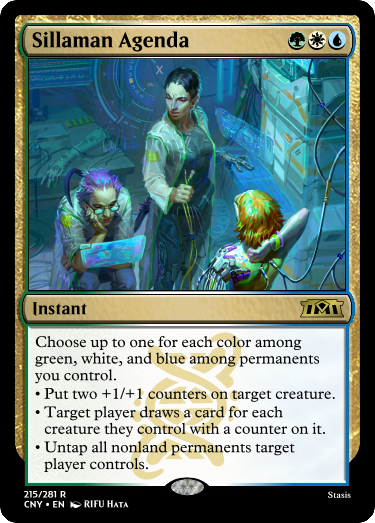 Sillaman Agenda
Instant
Choose up to one for each color among
green, white, and blue among permanents
you control.
• Put two +1/+1 counters on target creature.
• Target player draws a card for each
creature they control with a counter on it.
• Untap all nonland permanents target
player controls.
215/281 R
Stasis
CNY • EN RIFU HATA